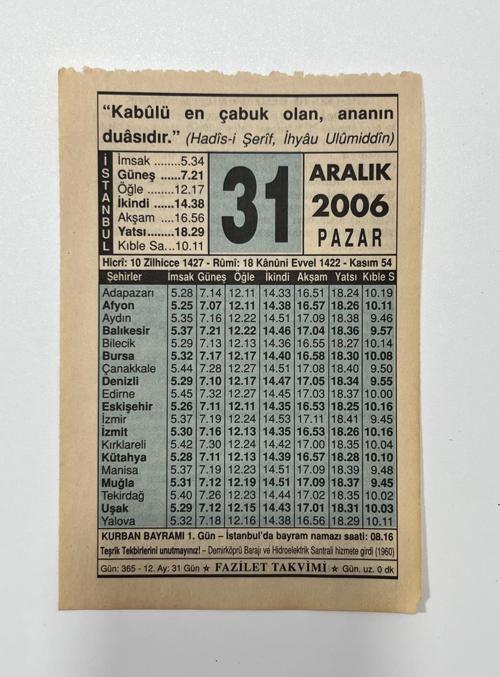 “Kabûlü en çabuk olan, ananın
duâsıdır.” (Hadîs-i Şerîf, İhyâu Ulûmiddîn)
İSTANBUL
İmsak ........5.34
Güneş ......7.21
Öğle ........12.17
İkindi ......14.38
Akşam ....16.56
Yatsı.......18.29
Kıble Sa...10.11
31
ARALIK
2006
PAZAR
Hicrî: 10 Zilhicce 1427 - Rûmî: 18 Kânûni Evvel 1422 - Kasım 54
Şehirler İmsak Güneş Öğle İkindi Akşam Yatsı Kıble S
Adapazarı 5.28 7.14 12.11 14.33 16.51 18.24 10.19
Afyon 5.25 7.07 12.11 14.38 16.57 18.26 10.11
Aydın 5.35 7.16 12.22 14.51 17.09 18.38 9.46
Balıkesir 5.37 7.21 12.22 14.46 17.04 18.36 9.57
Bilecik 5.29 7.13 12.13 14.36 16.55 18.27 10.14
Bursa 5.32 7.17 12.17 14.40 16.58 18.30 10.08
Çanakkale 5.44 7.28 12.27 14.51 17.08 18.40 9.50
Denizli 5.29 7.10 12.17 14.47 17.05 18.34 9.55
Edirne 5.45 7.32 12.27 14.45 17.03 18.37 10.00
Eskişehir 5.26 7.11 12.11 14.35 16.53 18.25 10.16
İzmir 5.37 7.19 12.24 14.53 17.11 18.41 9.45
İzmit 5.30 7.16 12.13 14.35 16.53 18.26 10.16
Kırklareli 5.42 7.30 12.24 14.42 17.00 18.35 10.04
Kütahya 5.28 7.11 12.13 14.39 16.57 18.28 10.10
Manisa 5.37 7.19 12.23 14.51 17.09 18.39 9.48
Muğla 5.31 7.12 12.19 14.51 17.09 18.37 9.45
Tekirdağ 5.40 7.26 12.23 14.44 17.02 18.35 10.02
Uşak 5.29 7.12 12.15 14.43 17.01 18.31 10.03
Yalova 5.32 7.18 12.16 14.38 16.56 18.29 10.11
KURBAN BAYRAMI 1. Gün – İstanbul’da bayram namazı saati: 08.16
Teşrik Tekbirlerini unutmayınız! – Demirköprü Barajı ve Hidroelektrik Santrali hizmete girdi (1960)
Gün: 365 - 12. Ay: 31 Gün ★ FAZİLET TAKVİMİ ★ Gün. uz. 0 dk